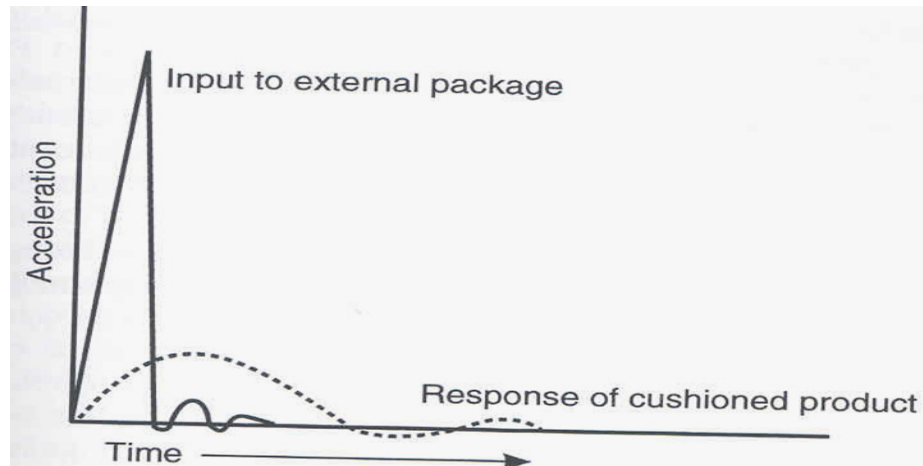 Input to external package
Acceleration
Response of cushioned product
Time